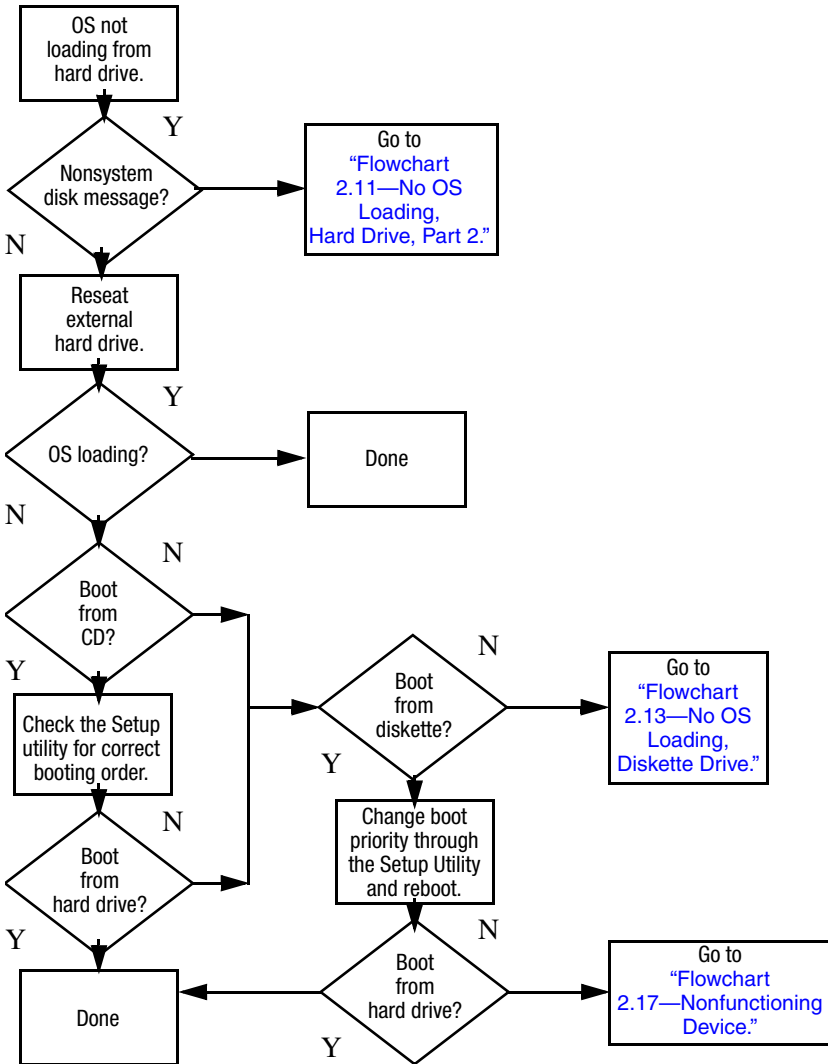 OS not
loading from
hard drive.
Y
Nonsystem
disk message?
Go to
“Flowchart
2.11—No OS
Loading,
Hard Drive, Part 2.”
N
Reseat
external
hard drive.
Y
OS loading?
Done
N
N
Boot
from
CD?
Y
Check the Setup
utility for correct
booting order.
N
Boot
from
hard drive?
Y
Done
N
Boot
from
diskette?
Go to
“Flowchart
2.13—No OS
Loading,
Diskette Drive.”
Y
Change boot
priority through
the Setup Utility
and reboot.
N
Boot
from
hard drive?
Y
Go to
“Flowchart
2.17—Nonfunctioning
Device.”